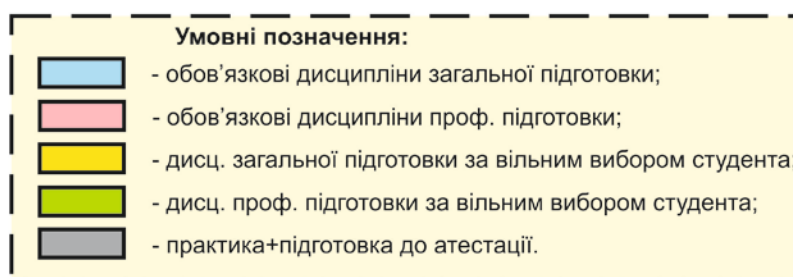 Умовні позначення:
- обов’язкові дисципліни загальної підготовки;
- обов’язкові дисципліни проф. підготовки;
- дисц. загальної підготовки за вільним вибором студента;
- дисц. проф. підготовки за вільним вибором студента;
- практика+підготовка до атестації.